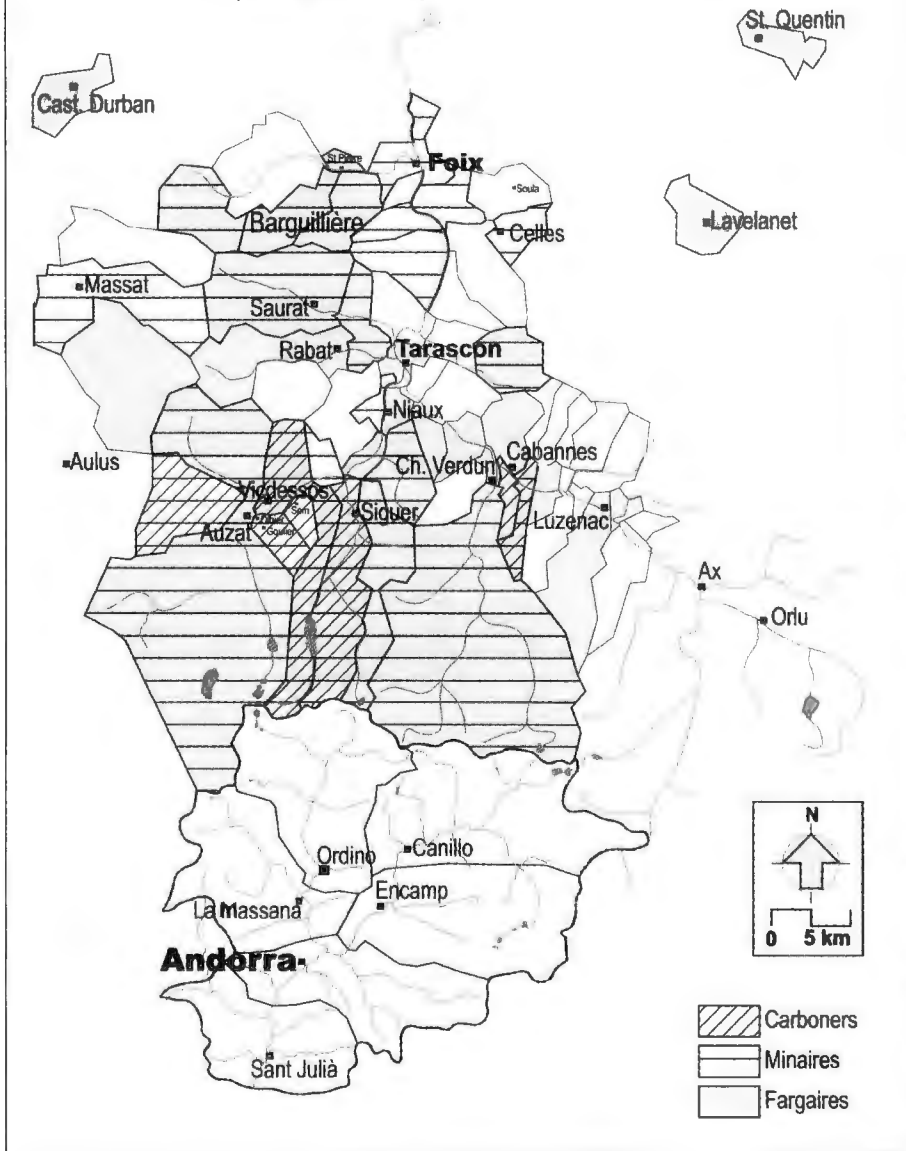 St. Quentin
Cast. Durban
St Pierre
Foix
Soula
Barguillière
Celles
Lavelanet
Massat
Saurat
Rabat
Tarascon
Niaux
Aulus
Cabannes
Ch. Verdun
Vicdessos
Sem
Siguer
Auzat
Goulier
Luzenac
Ax
Orlu
N
0 5 km
Ordino
Canillo
La Massana
Encamp
Andorra
Sant Julià
Carboners
Minaires
Fargaires